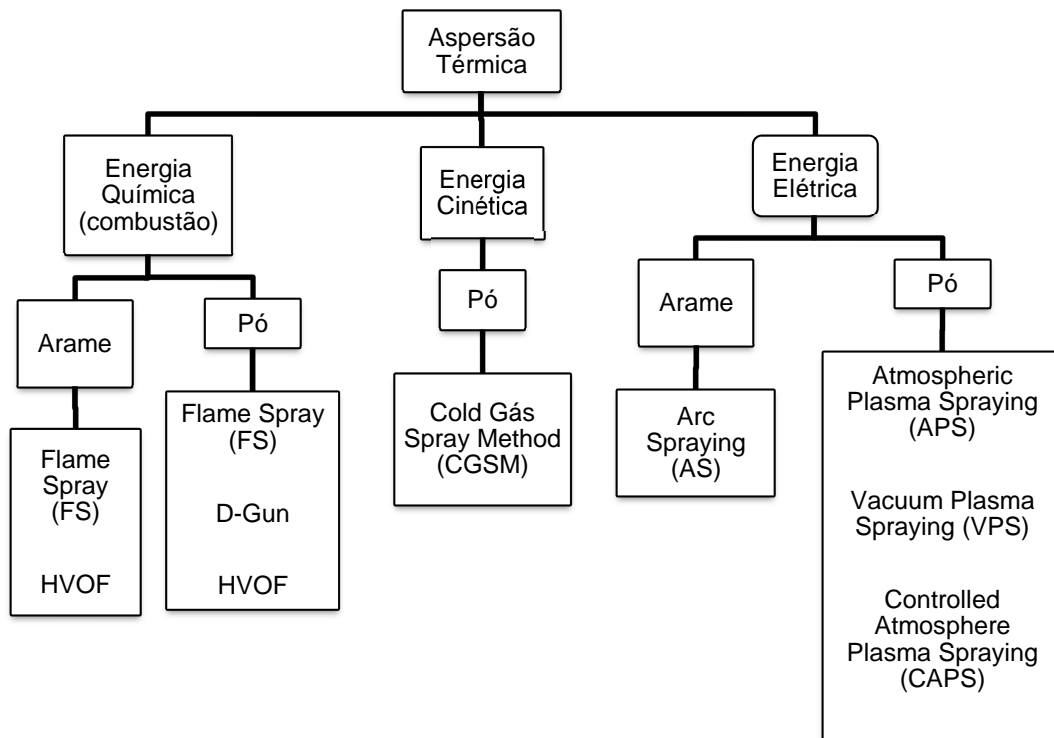 Aspersão
Térmica
Energia
Química
(combustão)
Energia
Cinética
Energia
Elétrica
Arame
Pó
Pó
Arame
Pó
Flame
Spray
(FS)
HVOF
Flame Spray
(FS)
D-Gun
HVOF
Cold Gás
Spray Method
(CGSM)
Arc
Spraying
(AS)
Atmospheric
Plasma Spraying
(APS)
Vacuum Plasma
Spraying (VPS)
Controlled
Atmosphere
Plasma Spraying
(CAPS)